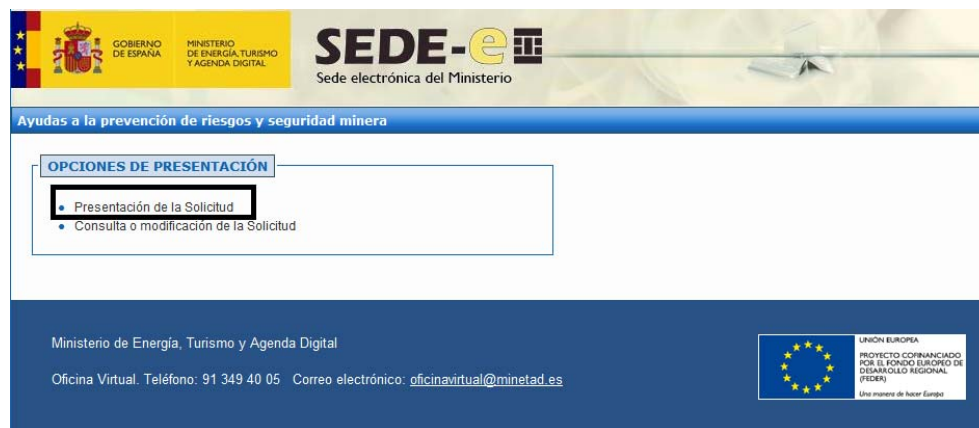 GOBIERNO
DE ESPAÑA
MINISTERIO
DE ENERGÍA, TURISMO
Y AGENDA DIGITAL
SEDE-e
Sede electrónica del Ministerio
Ayudas a la prevención de riesgos y seguridad minera
OPCIONES DE PRESENTACIÓN
• Presentación de la Solicitud
• Consulta o modificación de la Solicitud
Ministerio de Energía, Turismo y Agenda Digital
Oficina Virtual. Teléfono: 91 349 40 05 Correo electrónico: oficinavirtual@minetad.es
UNIÓN EUROPEA
PROYECTO COFINANCIADO
POR EL FONDO EUROPEO DE
DESARROLLO REGIONAL
(FEDER)
Una manera de hacer Europa